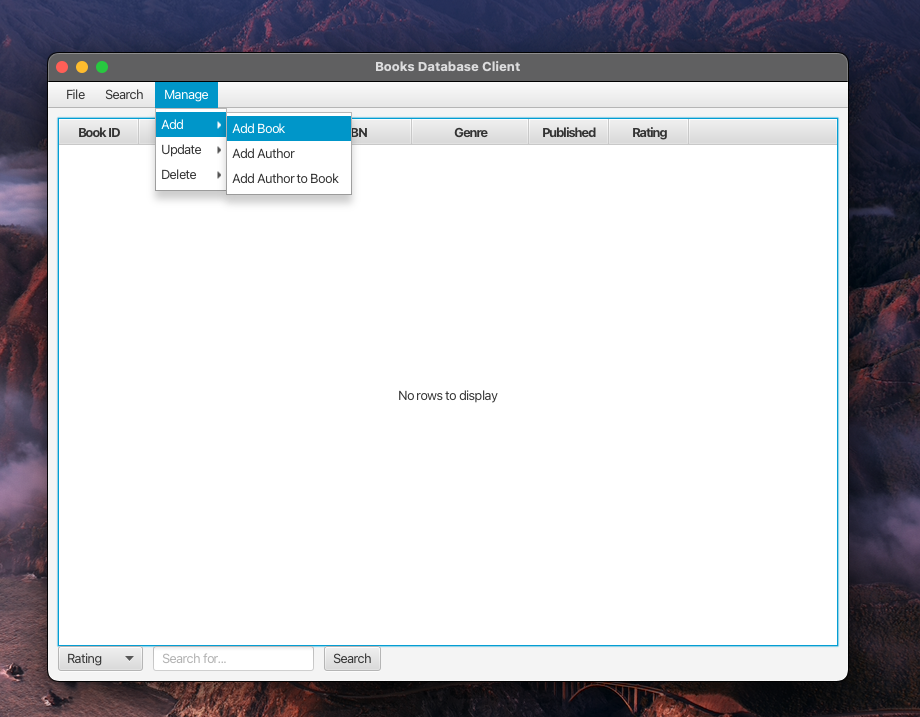 Books Database Client
File Search Manage
Book ID BN Genre Published Rating
Add
Update
Delete
Add Book
Add Author
Add Author to Book
No rows to display
Rating Search for... Search